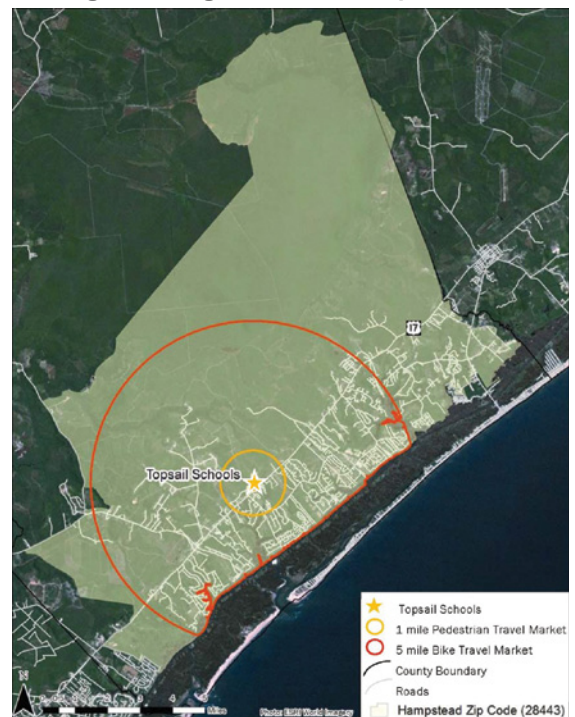 17
Topsail Schools
N
4
Miles
Photo: ESRI World Imagery
Topsail Schools
1 mile Pedestrian Travel Market
5 mile Bike Travel Market
County Boundary
Roads
Hampstead Zip Code (28443)